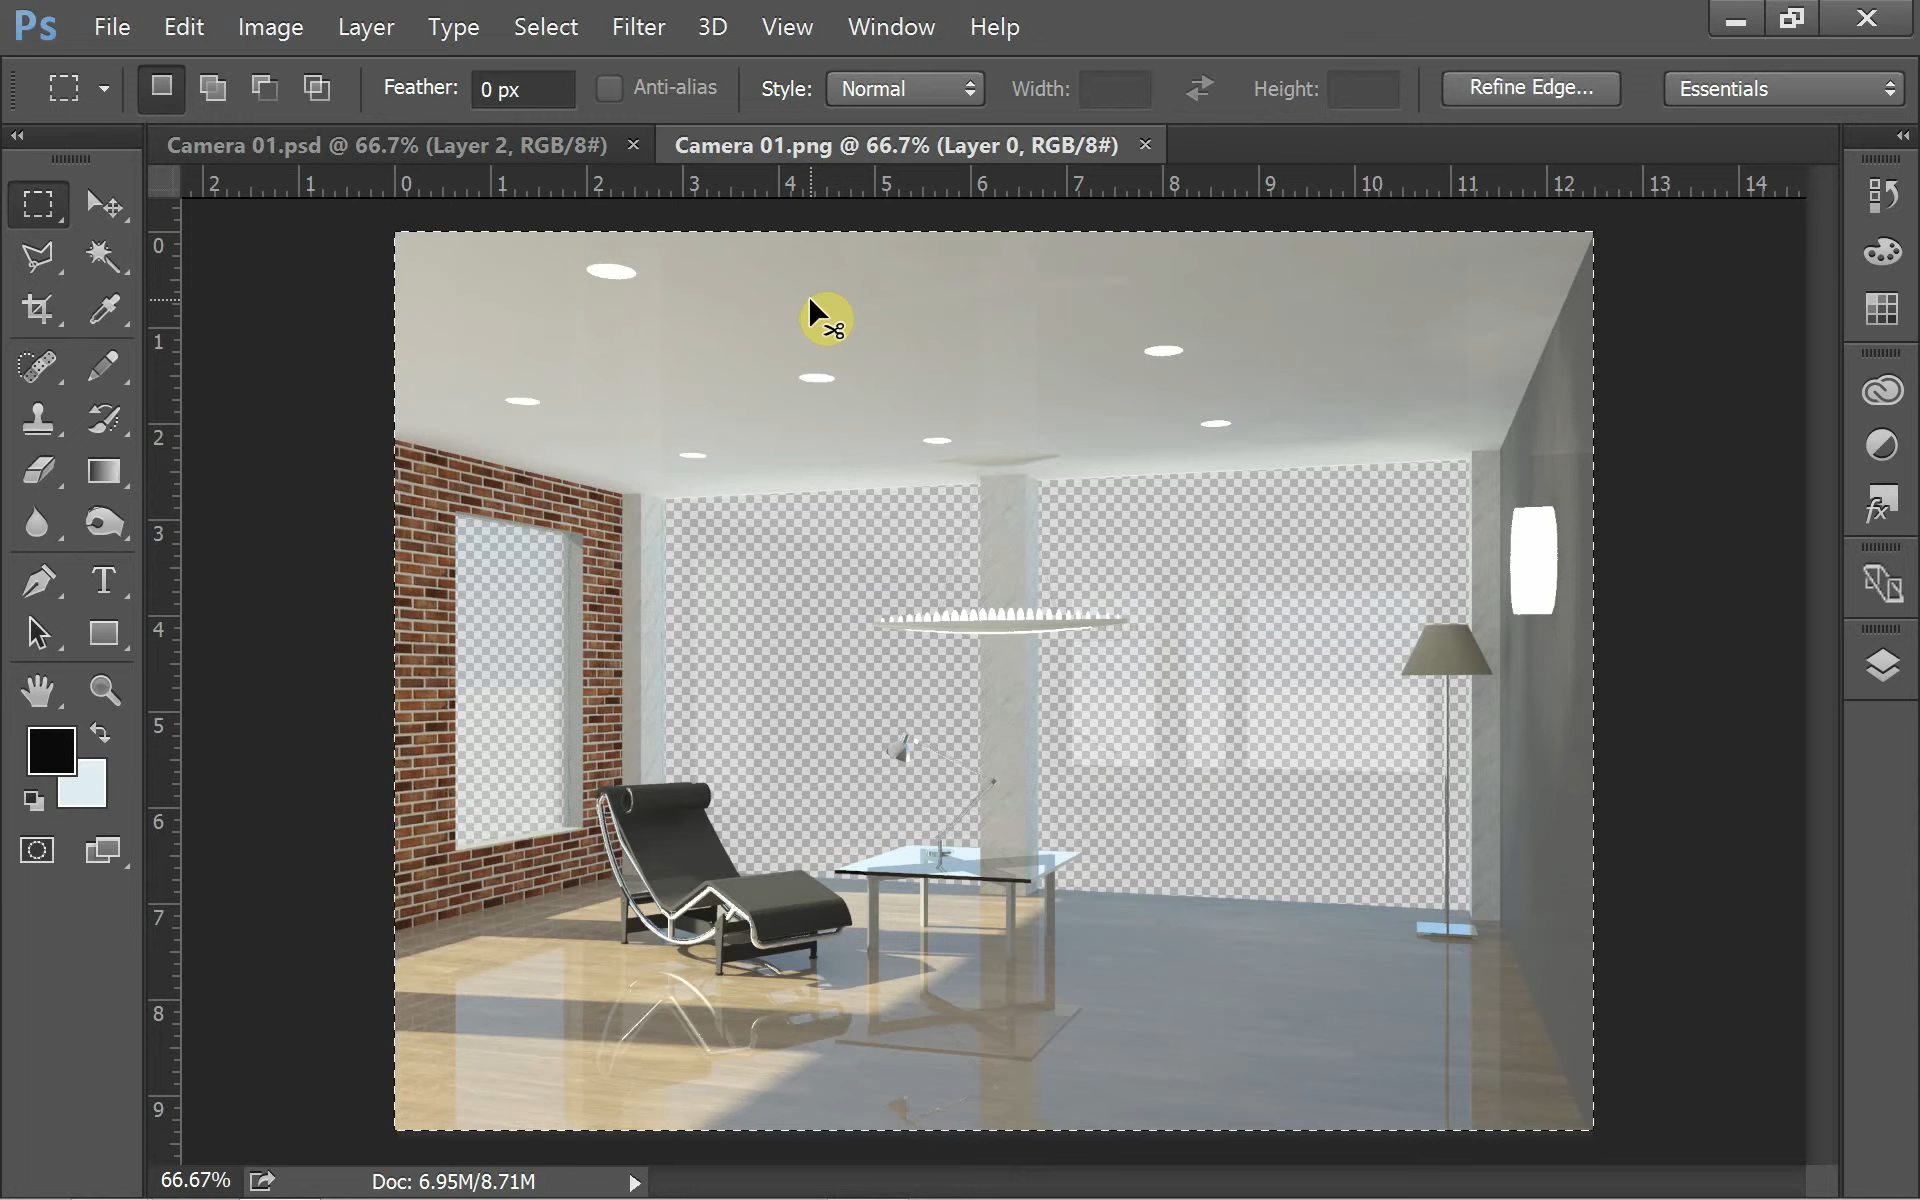 Ps File Edit Image Layer Type Select Filter 3D View Window Help
Feather: 0 px Anti-alias Style: Normal Width: Height: Refine Edge... Essentials
Camera 01.psd @ 66.7% (Layer 2, RGB/8#) × Camera 01.png @ 66.7% (Layer 0, RGB/8#) ×
2 1 0 1 2 3 4 5 6 7 8 9 10 11 12 13 14
0
1
2
3
4
5
6
7
8
9
T
fx
66.67% Doc: 6.95M/8.71M